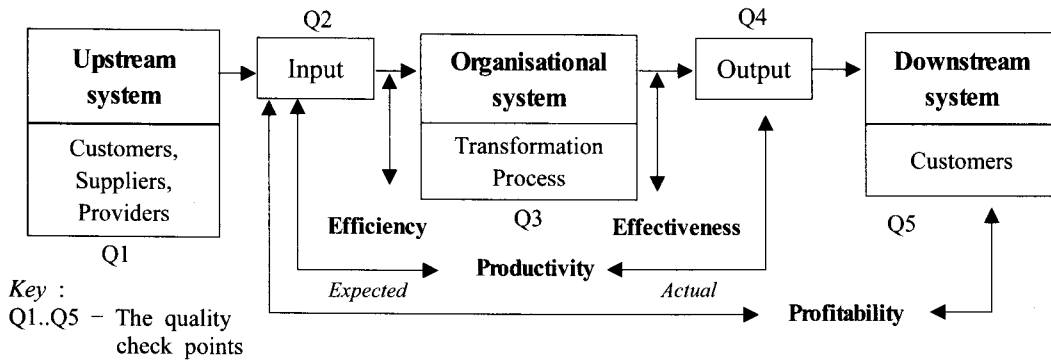 Q2
Q4
Upstream
system
Input
Organisational
system
Output
Downstream
system
Customers,
Suppliers,
Providers
Transformation
Process
Customers
Q1
Efficiency
Q3
Effectiveness
Q5
Productivity
Expected
Actual
Profitability
Key :
Q1..Q5 – The quality
check points